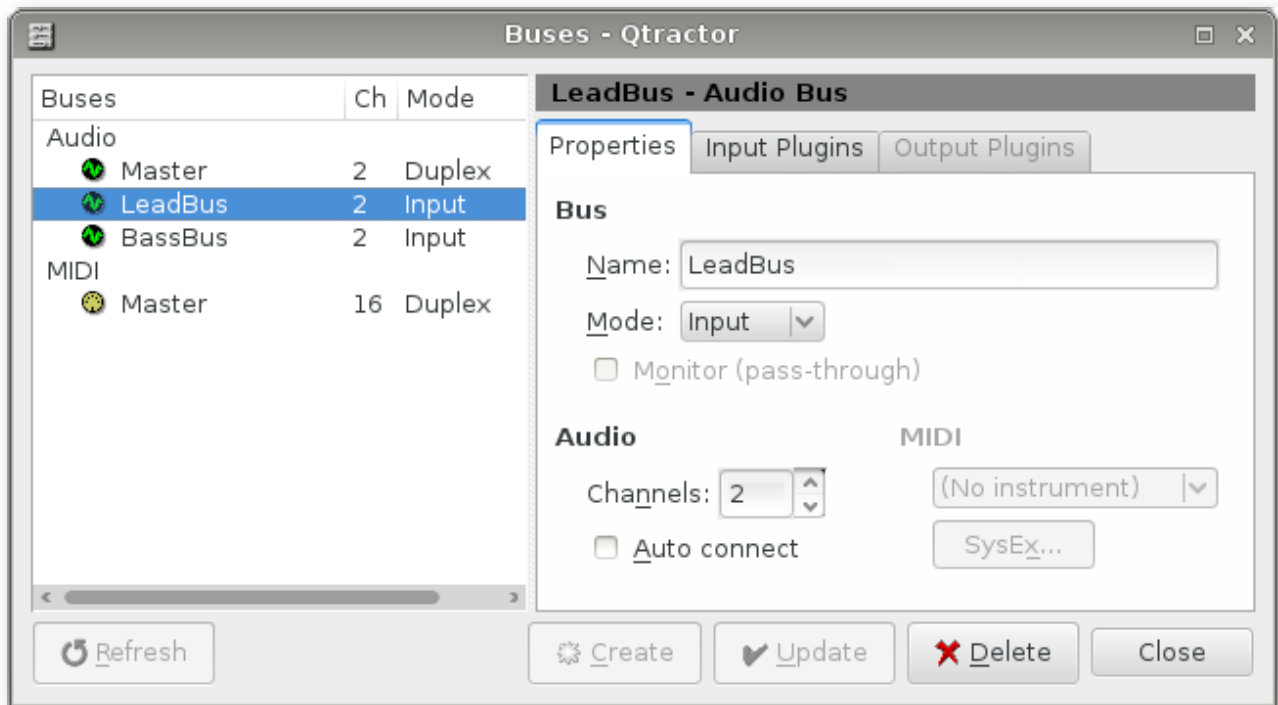 Buses - Qtractor
Buses Ch Mode
Audio
Master 2 Duplex
LeadBus 2 Input
BassBus 2 Input
MIDI
Master 16 Duplex
LeadBus - Audio Bus
Properties Input Plugins Output Plugins
Bus
Name: LeadBus
Mode: Input
Monitor (pass-through)
Audio MIDI
Channels: 2 (No instrument)
Auto connect SysEx...
Refresh Create Update Delete Close